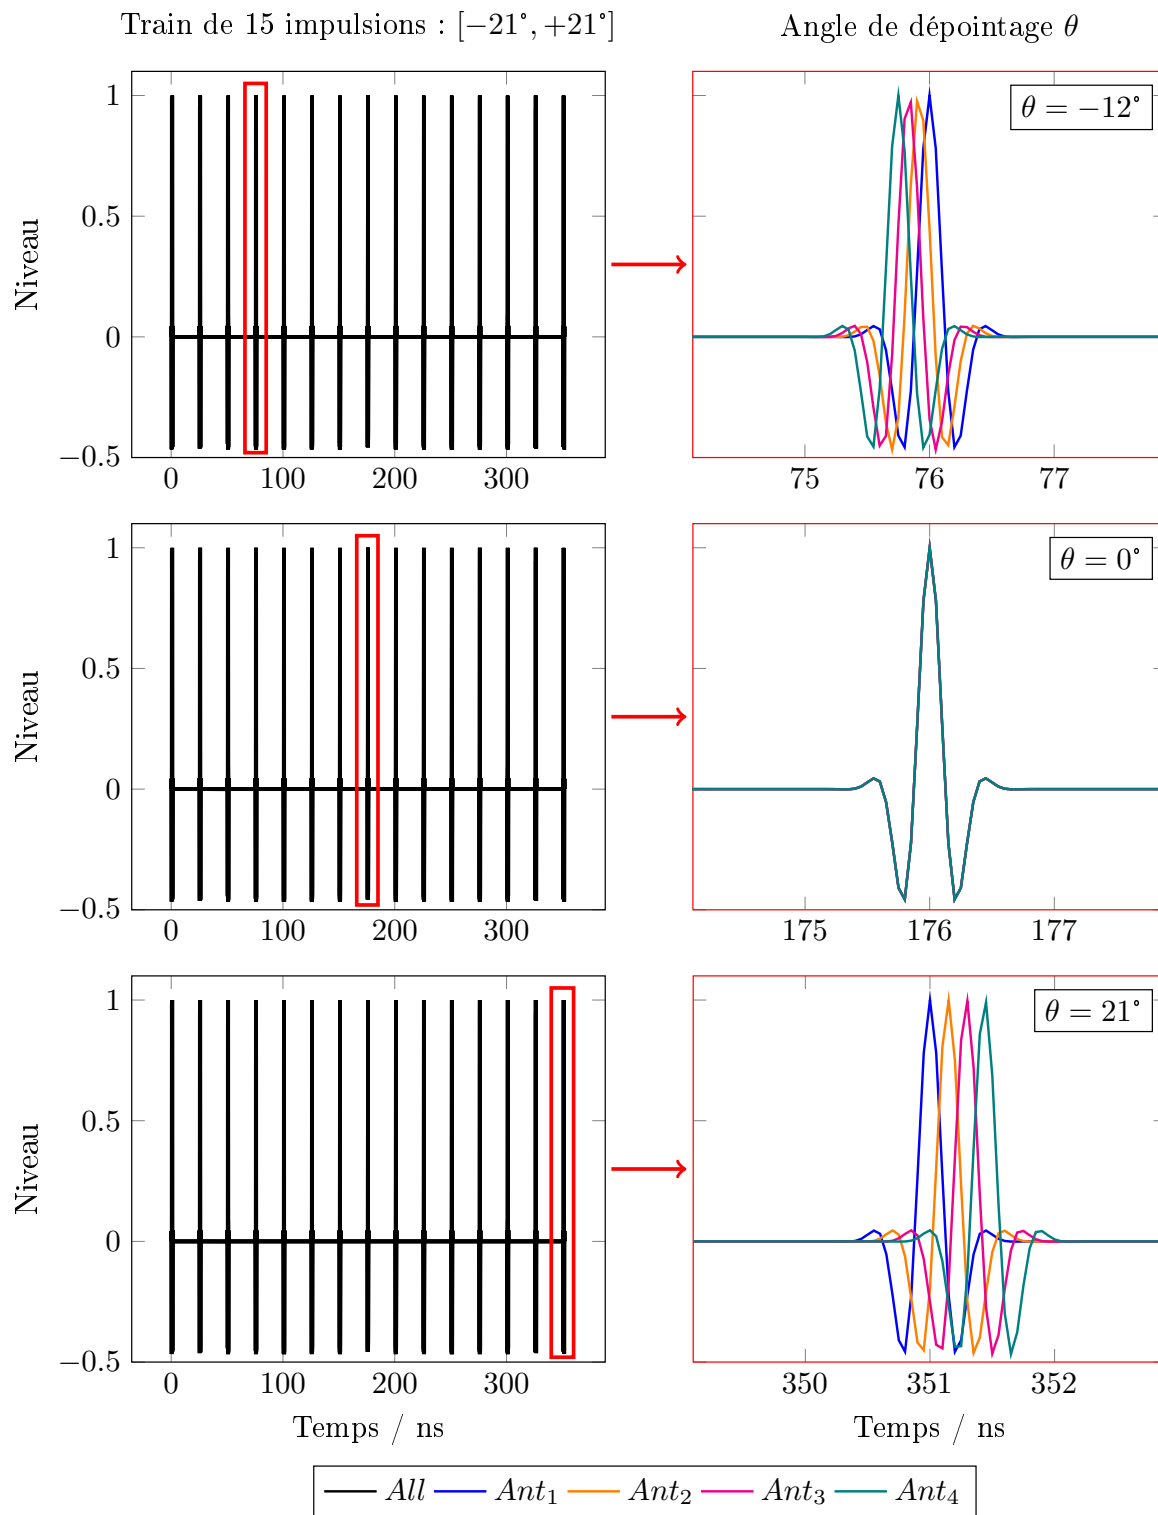 Train de 15 impulsions : [−21°, +21°]
Angle de dépointage θ
Niveau
1
0.5
0
−0.5
0 100 200 300
θ = −12°
75 76 77
Niveau
1
0.5
0
−0.5
0 100 200 300
θ = 0°
175 176 177
Niveau
1
0.5
0
−0.5
0 100 200 300
Temps / ns
θ = 21°
350 351 352
Temps / ns
All Ant₁ Ant₂ Ant₃ Ant₄